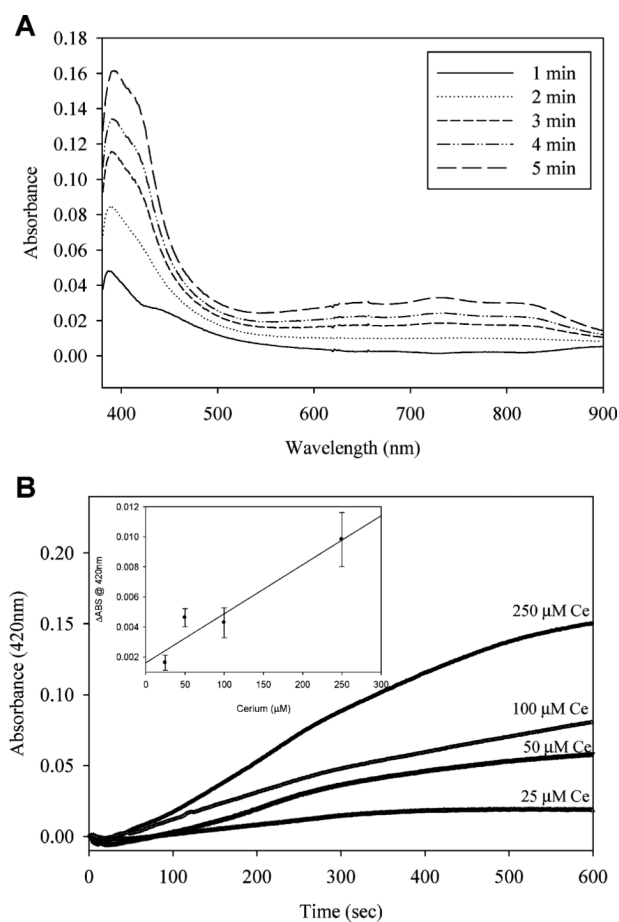 A
0.18
0.16
0.14
0.12
0.10
0.08
0.06
0.04
0.02
0.00
Absorbance
1 min
2 min
3 min
4 min
5 min
400
500
600
700
800
900
Wavelength (nm)
B
0.20
0.15
0.10
0.05
0.00
Absorbance (420nm)
0.012
0.010
0.008
0.006
0.004
0.002
ΔABS @ 420nm
0
50
100
150
200
250
300
Cerium (μM)
250 μM Ce
100 μM Ce
50 μM Ce
25 μM Ce
0
100
200
300
400
500
600
Time (sec)